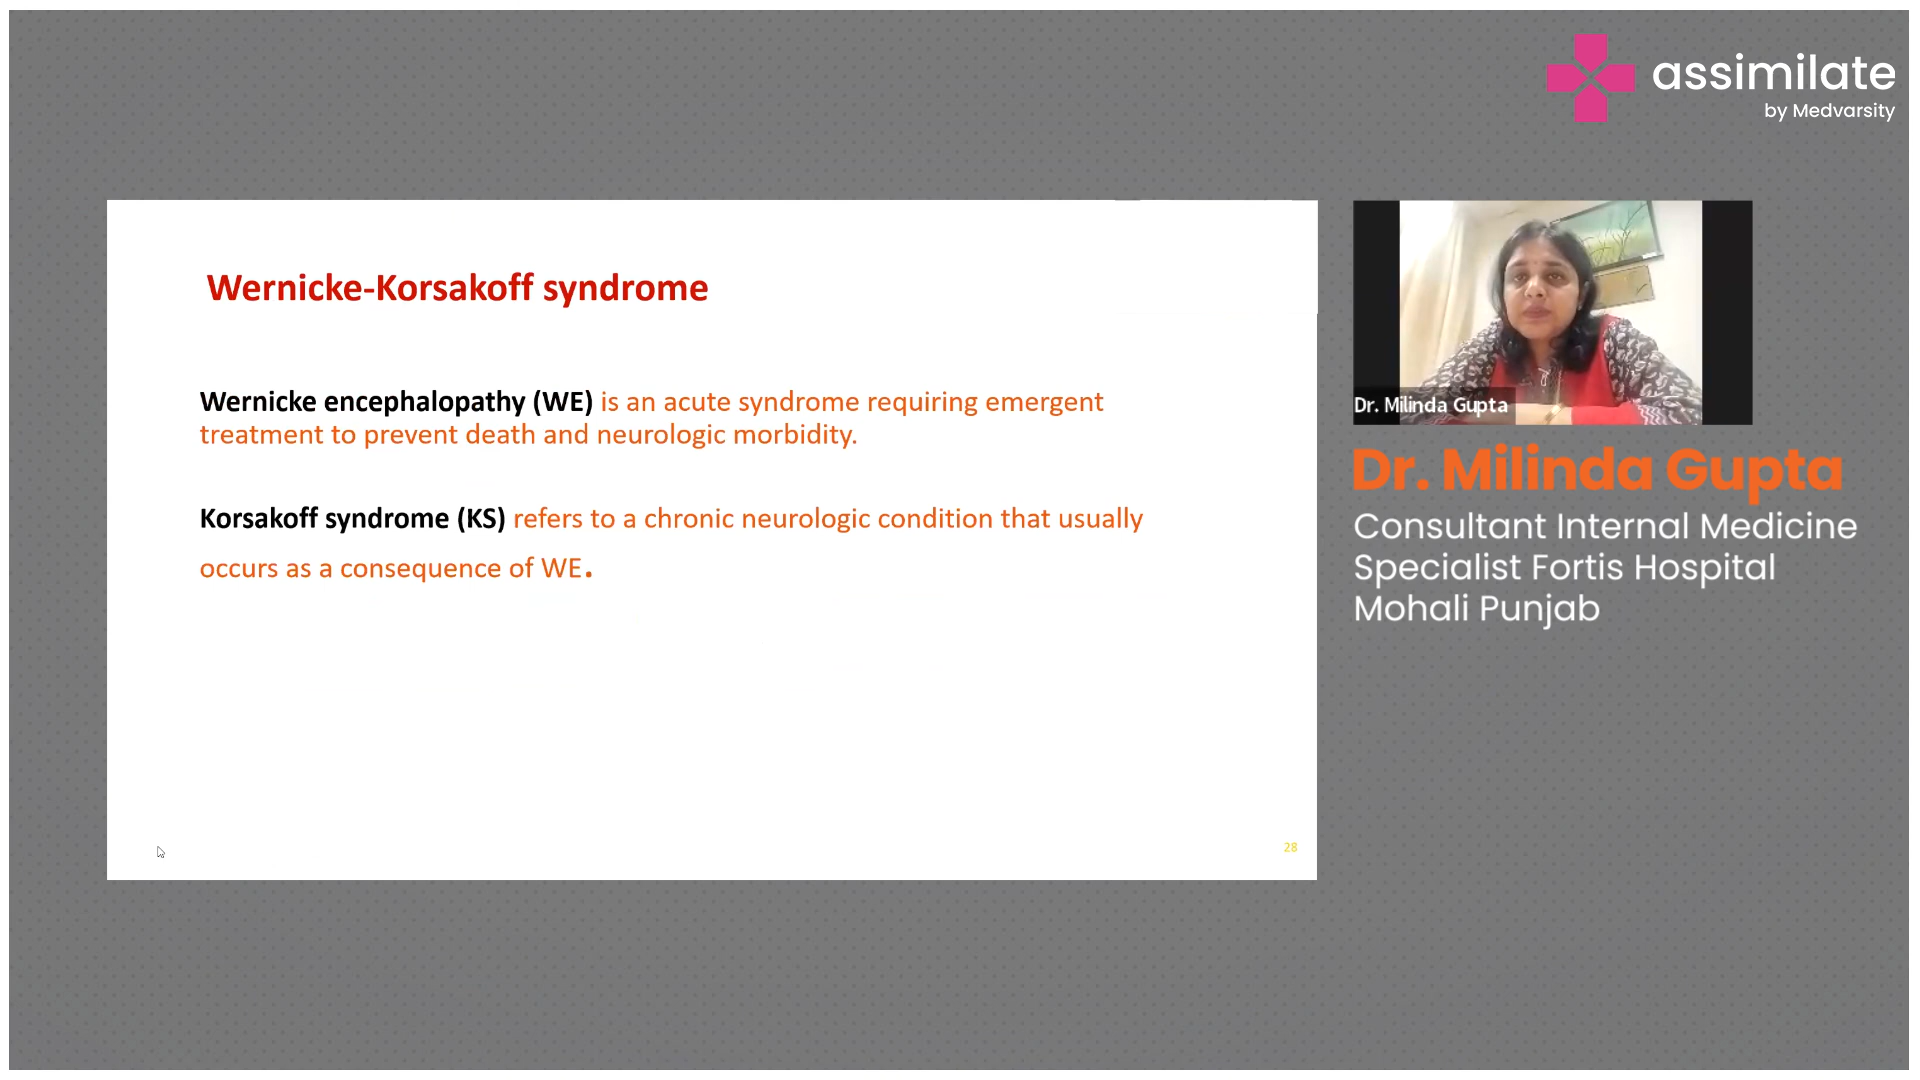 assimilate
by Medvarsity
Wernicke-Korsakoff syndrome
Wernicke encephalopathy (WE) is an acute syndrome requiring emergent
treatment to prevent death and neurologic morbidity.
Korsakoff syndrome (KS) refers to a chronic neurologic condition that usually
occurs as a consequence of WE.
28
Dr. Milinda Gupta
Dr. Milinda Gupta
Consultant Internal Medicine
Specialist Fortis Hospital
Mohali Punjab